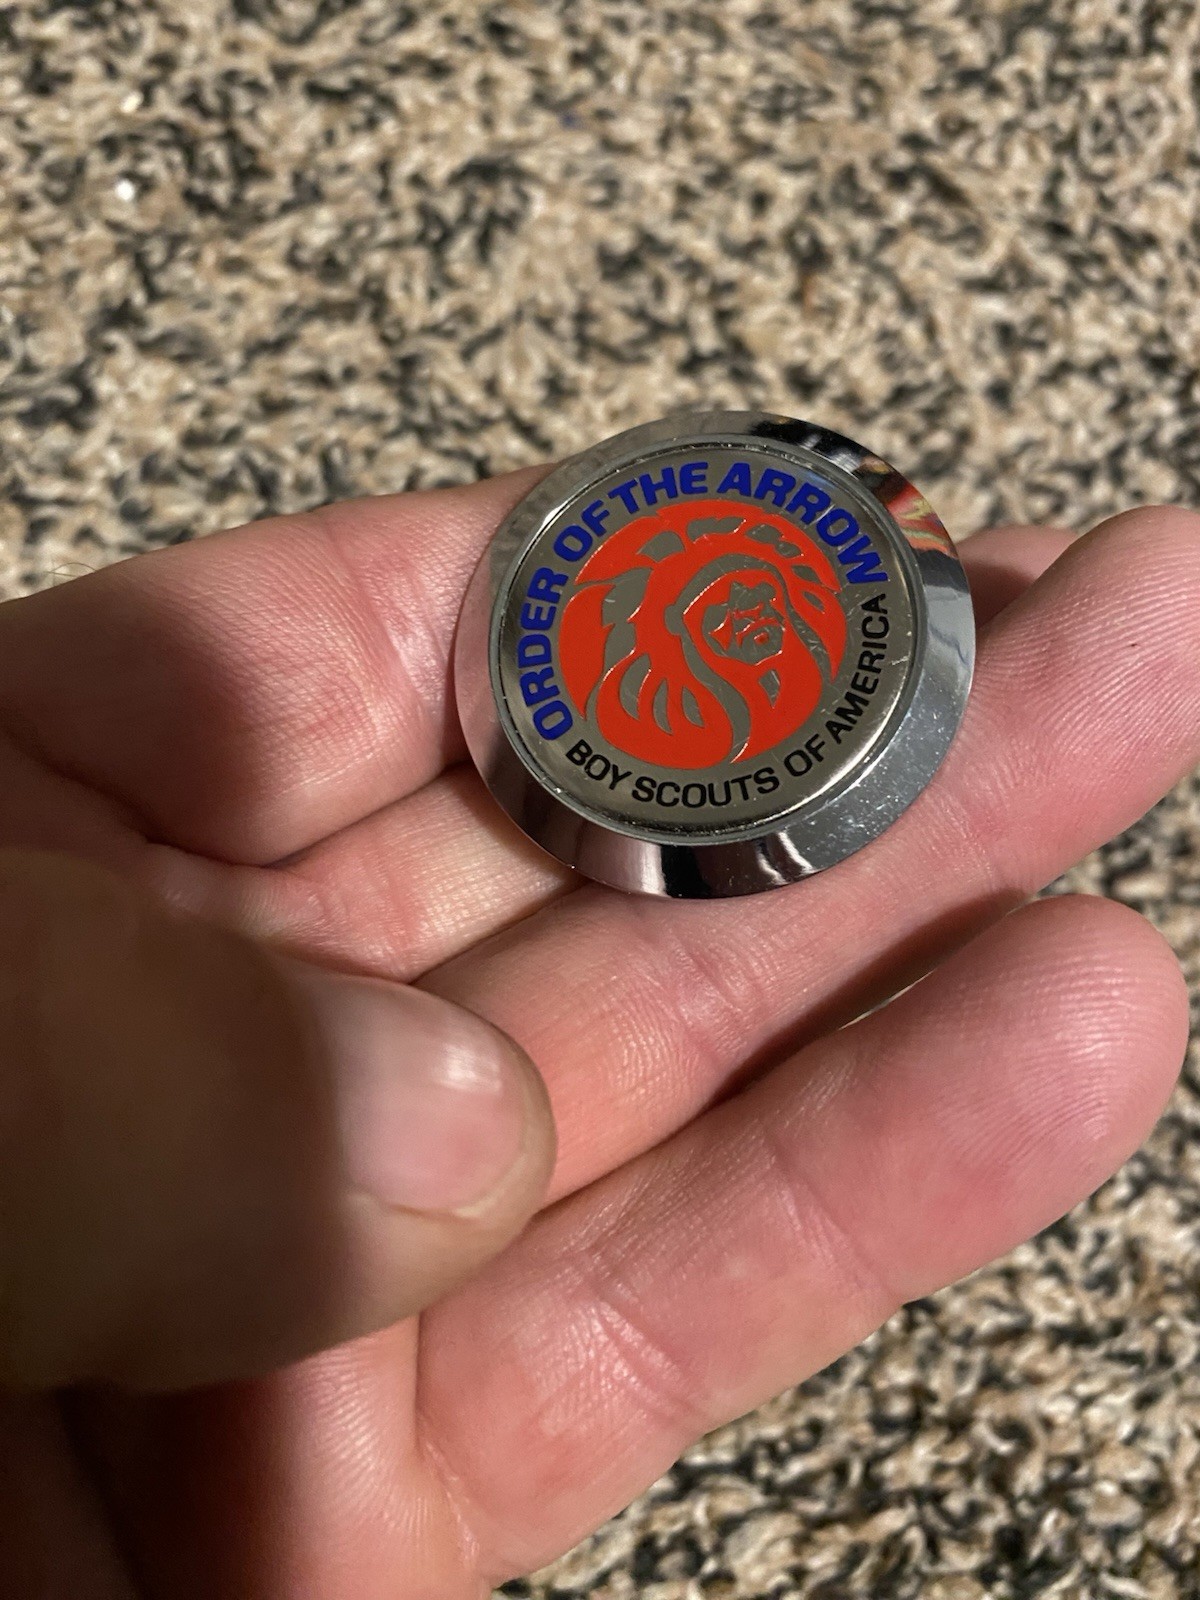 ORDER OF THE ARROW
BOY SCOUTS OF AMERICA